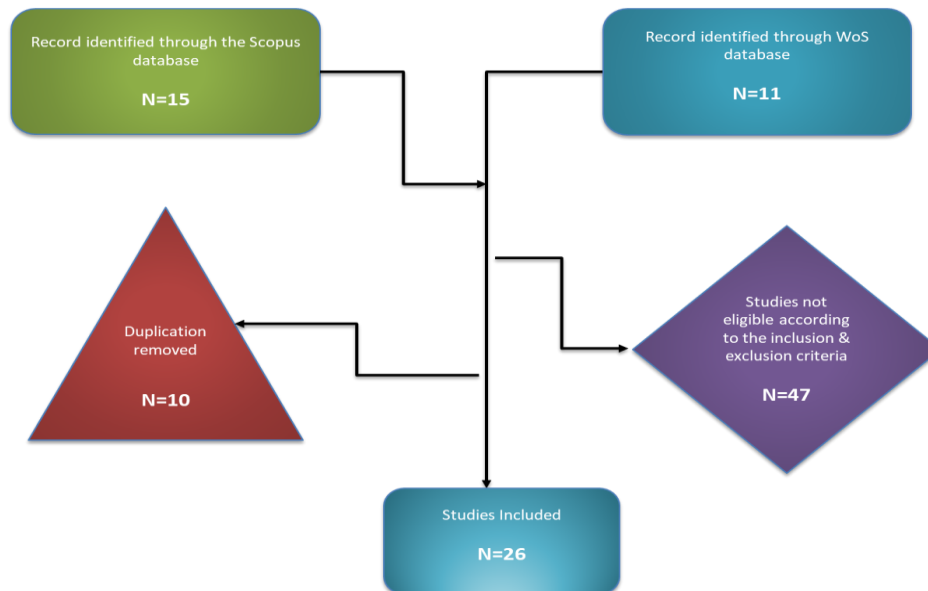 Record identified through the Scopus
database
N=15
Record identified through WoS
database
N=11
Duplication
removed
N=10
Studies not
eligible according
to the inclusion &
exclusion criteria
N=47
Studies Included
N=26